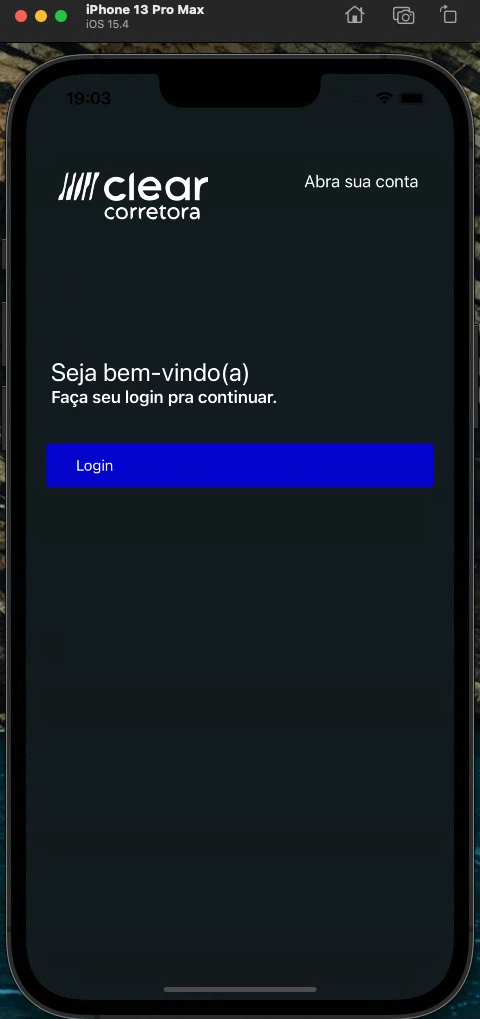 iPhone 13 Pro Max
iOS 15.4
19:03
clear
corretora
Abra sua conta
Seja bem-vindo(a)
Faça seu login pra continuar.
Login